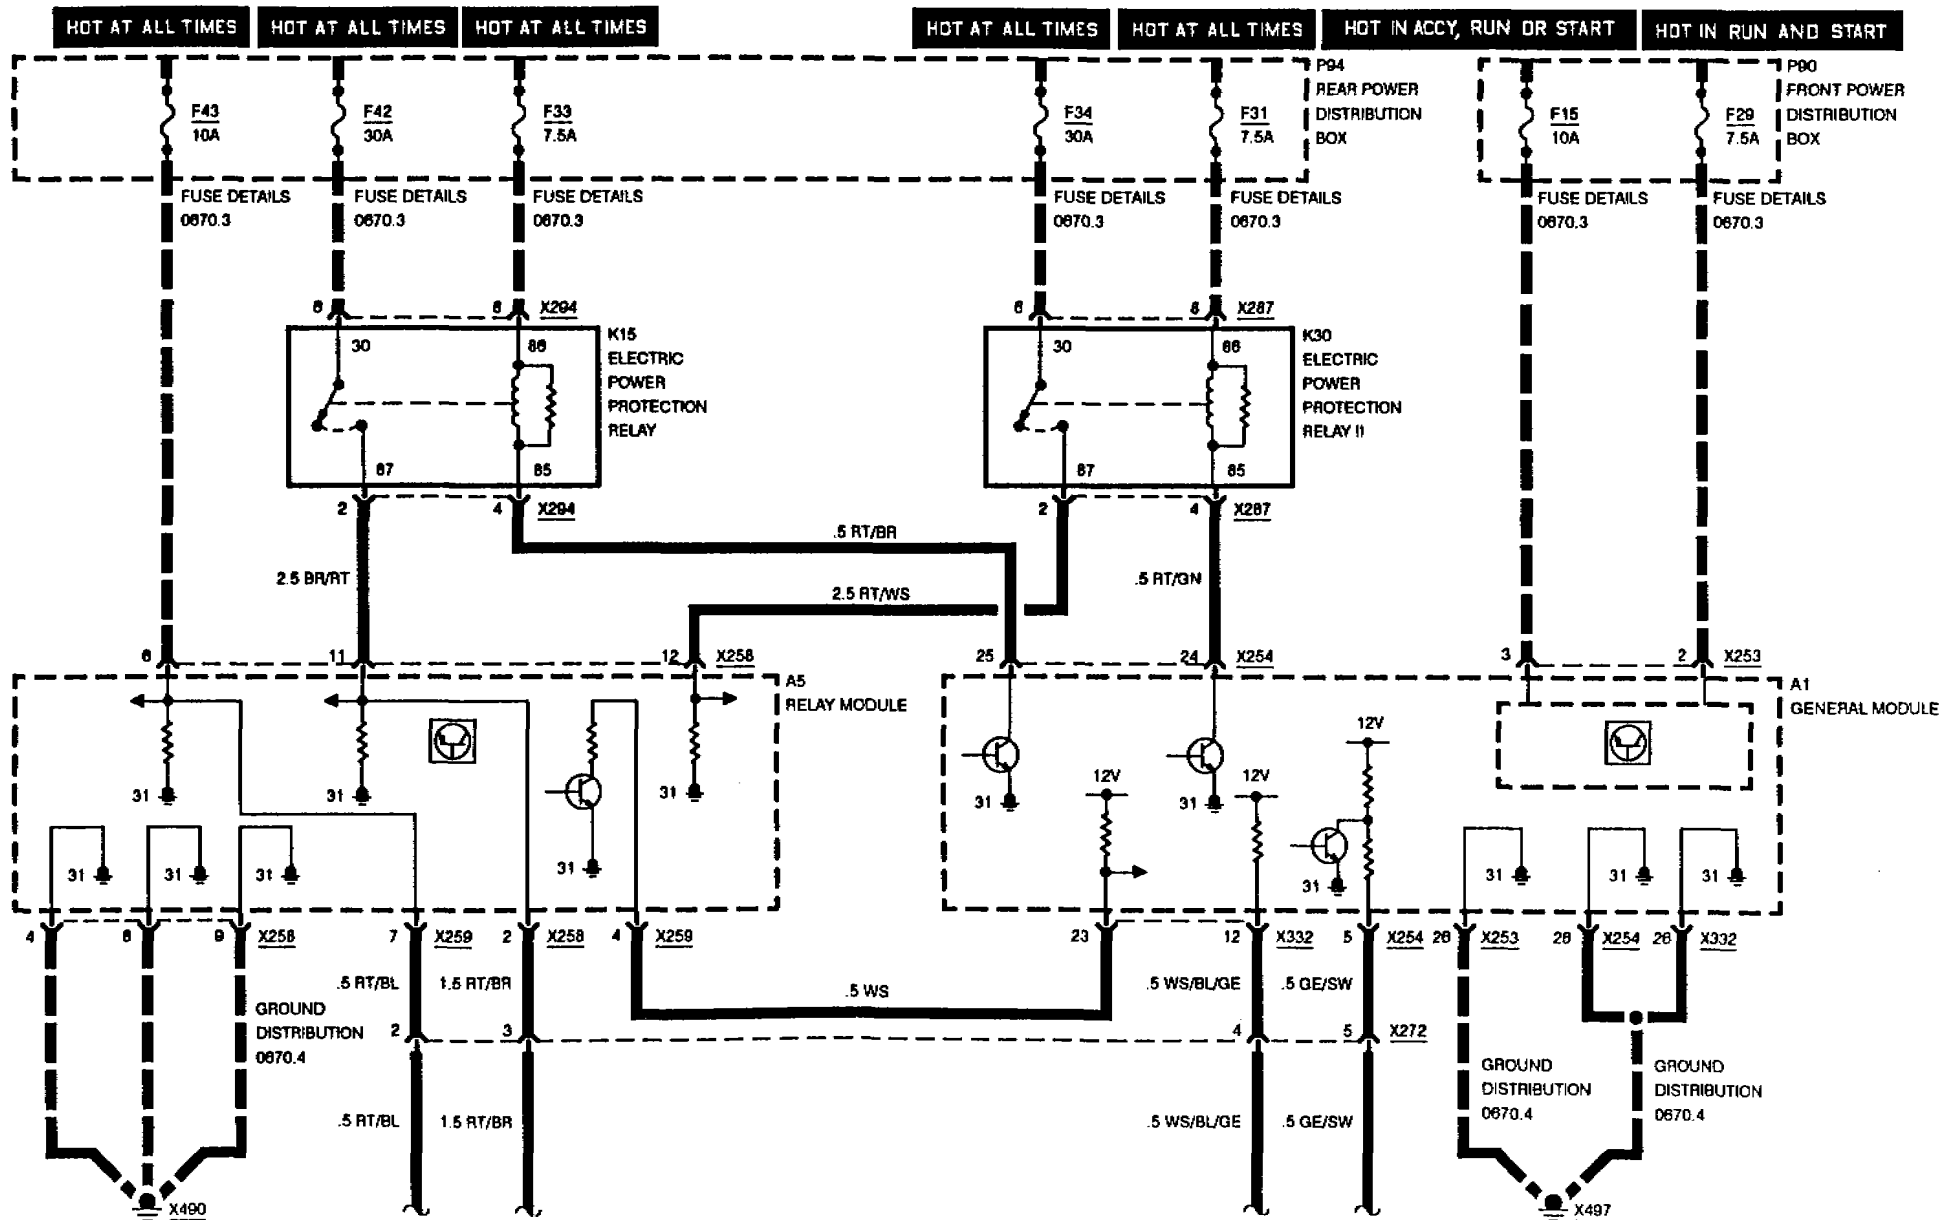 HOT AT ALL TIMES
HOT AT ALL TIMES
HOT AT ALL TIMES
HOT AT ALL TIMES
HOT AT ALL TIMES
HOT IN ACCY, RUN OR START
HOT IN RUN AND START
F43
10A
F42
30A
F33
7.5A
F34
30A
F31
7.5A
P94
REAR POWER
DISTRIBUTION
BOX
F15
10A
F29
7.5A
P90
FRONT POWER
DISTRIBUTION
BOX
FUSE DETAILS
0670.3
FUSE DETAILS
0670.3
FUSE DETAILS
0670.3
FUSE DETAILS
0670.3
FUSE DETAILS
0670.3
FUSE DETAILS
0670.3
FUSE DETAILS
0670.3
6
8
X294
6
8
X287
30
86
K15
ELECTRIC
POWER
PROTECTION
RELAY
30
86
K30
ELECTRIC
POWER
PROTECTION
RELAY II
87
85
87
85
2
4
X294
2
4
X287
.5 RT/BR
2.5 BR/RT
2.5 RT/WS
.5 RT/GN
6
11
12
X258
25
24
X254
3
2
X253
A5
RELAY MODULE
A1
GENERAL MODULE
12V
12V
12V
31
31
31
31
31
31
31
31
31
31
31
31
31
4
8
9
X258
7
X259
2
X258
4
X259
23
12
X332
5
X254
26
X253
26
X254
26
X332
.5 RT/BL
1.5 RT/BR
.5 WS
.5 WS/BL/GE
.5 GE/SW
GROUND
DISTRIBUTION
0670.4
2
3
4
5
X272
GROUND
DISTRIBUTION
0670.4
GROUND
DISTRIBUTION
0670.4
.5 RT/BL
1.5 RT/BR
.5 WS/BL/GE
.5 GE/SW
X490
X497